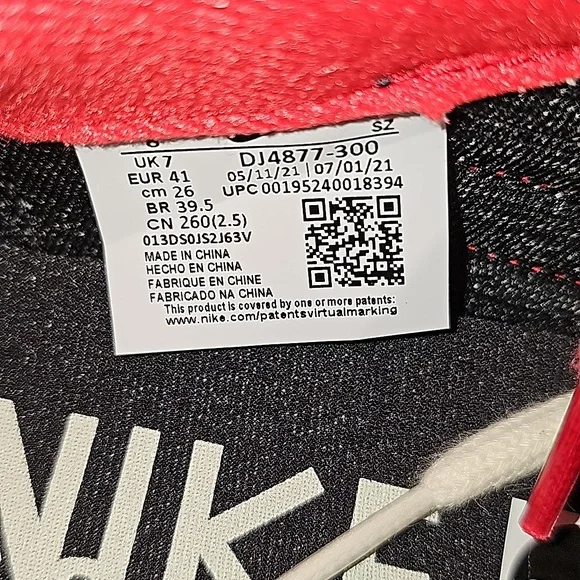 SZ
UK 7
DJ4877-300
EUR 41
05/11/21 | 07/01/21
cm 26
UPC 00195240018394
BR 39.5
CN 260(2.5)
013DS0JS2J63V
MADE IN CHINA
HECHO EN CHINA
FABRIQUE EN CHINE
FABRICADO NA CHINA
This product is covered by one or more patents:
www.nike.com/patentsvirtualmarking
NIKE